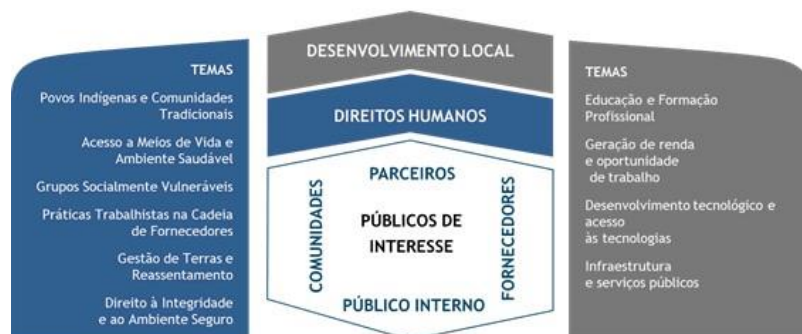 TEMAS
Povos Indígenas e Comunidades
Tradicionais
Acesso a Meios de Vida e
Ambiente Saudável
Grupos Socialmente Vulneráveis
Práticas Trabalhistas na Cadeia
de Fornecedores
Gestão de Terras e
Reassentamento
Direito à Integridade
e ao Ambiente Seguro
DESENVOLVIMENTO LOCAL
DIREITOS HUMANOS
PARCEIROS
COMUNIDADES
PÚBLICOS DE
INTERESSE
FORNECEDORES
PÚBLICO INTERNO
TEMAS
Educação e Formação
Profissional
Geração de renda
e oportunidade
de trabalho
Desenvolvimento tecnológico e
acesso
às tecnologias
Infraestrutura
e serviços públicos